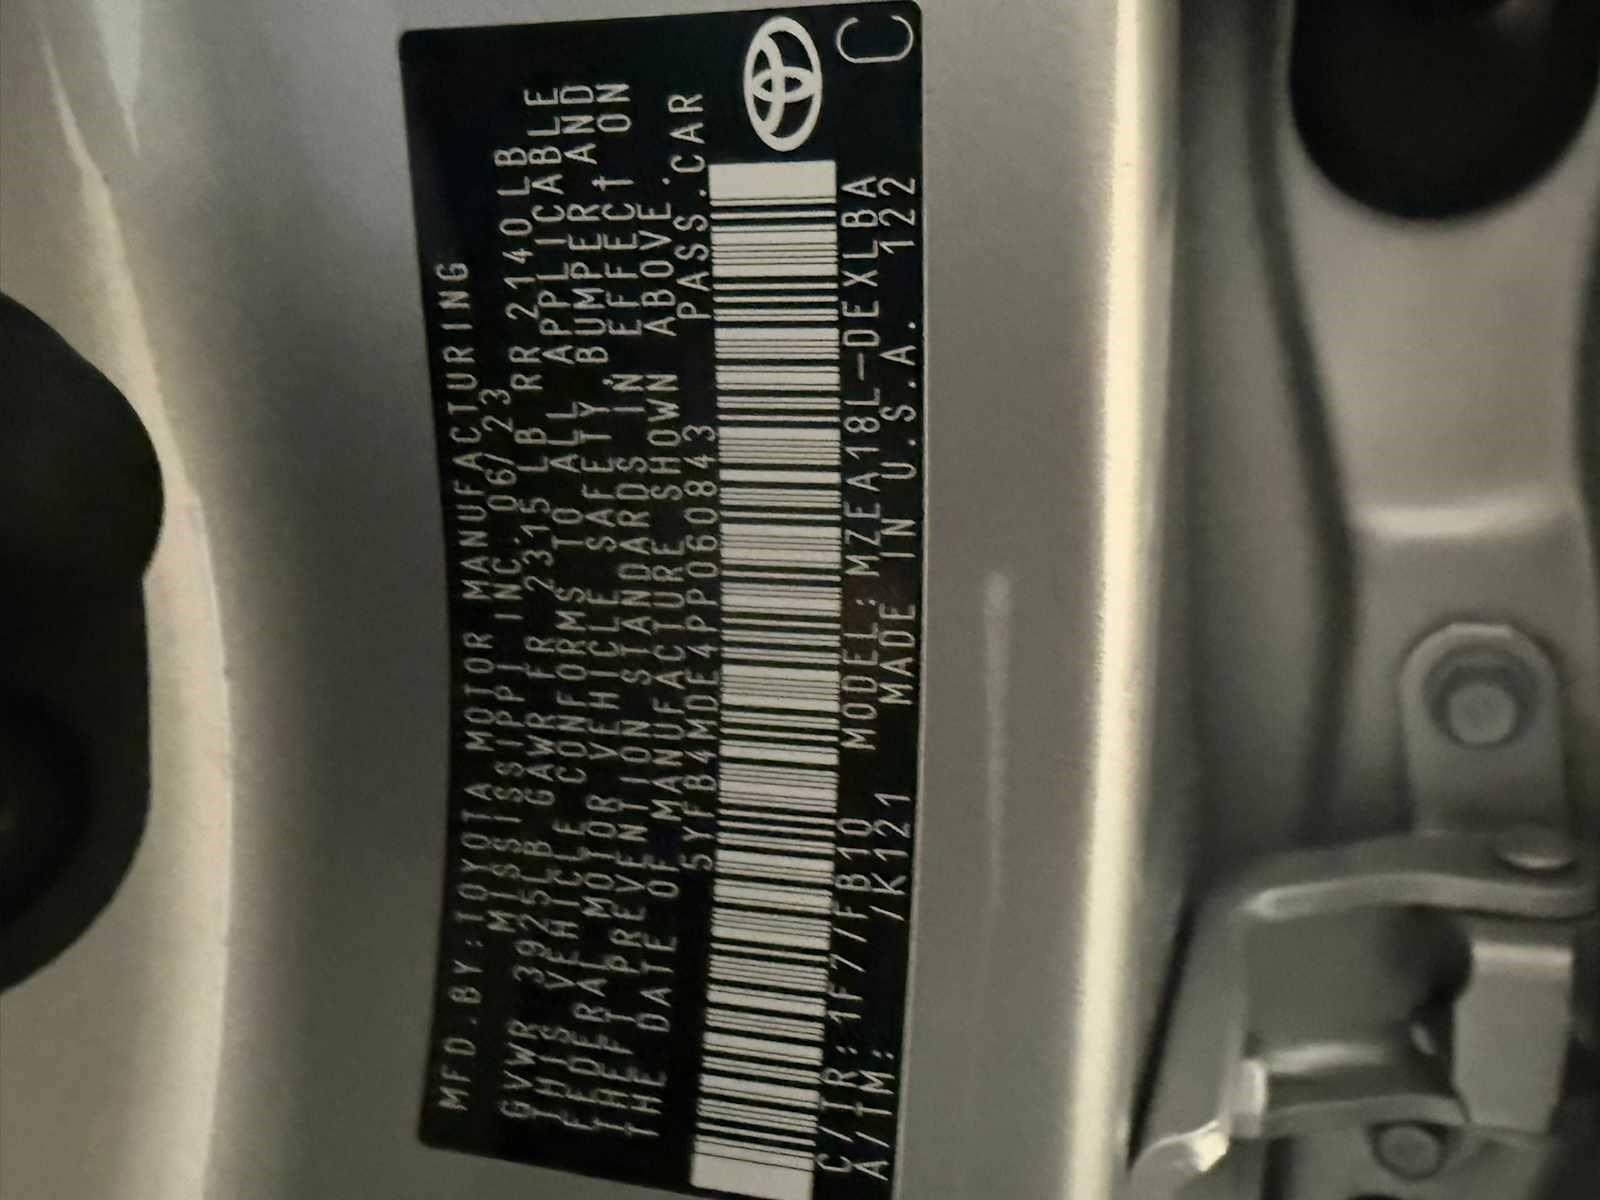 MFD.BY:TOYOTA MOTOR MANUFACTURING
MISSISSIPPI INC. 06/23
GVWR 3925LB GAWR FR 2315LB RR 2140LB
THIS VEHICLE CONFORMS TO ALL APPLICABLE
FEDERAL MOTOR VEHICLE SAFETY, BUMPER, AND
THEFT PREVENTION STANDARDS IN EFFECT ON
THE DATE OF MANUFACTURE SHOWN ABOVE.
5YFB4MDE4PP060843 PASS.CAR
C/TR:1F7/FB10 MODEL:MZEA18L-DEXLBA
A/TM: /K121 MADE IN U.S.A. 122
C